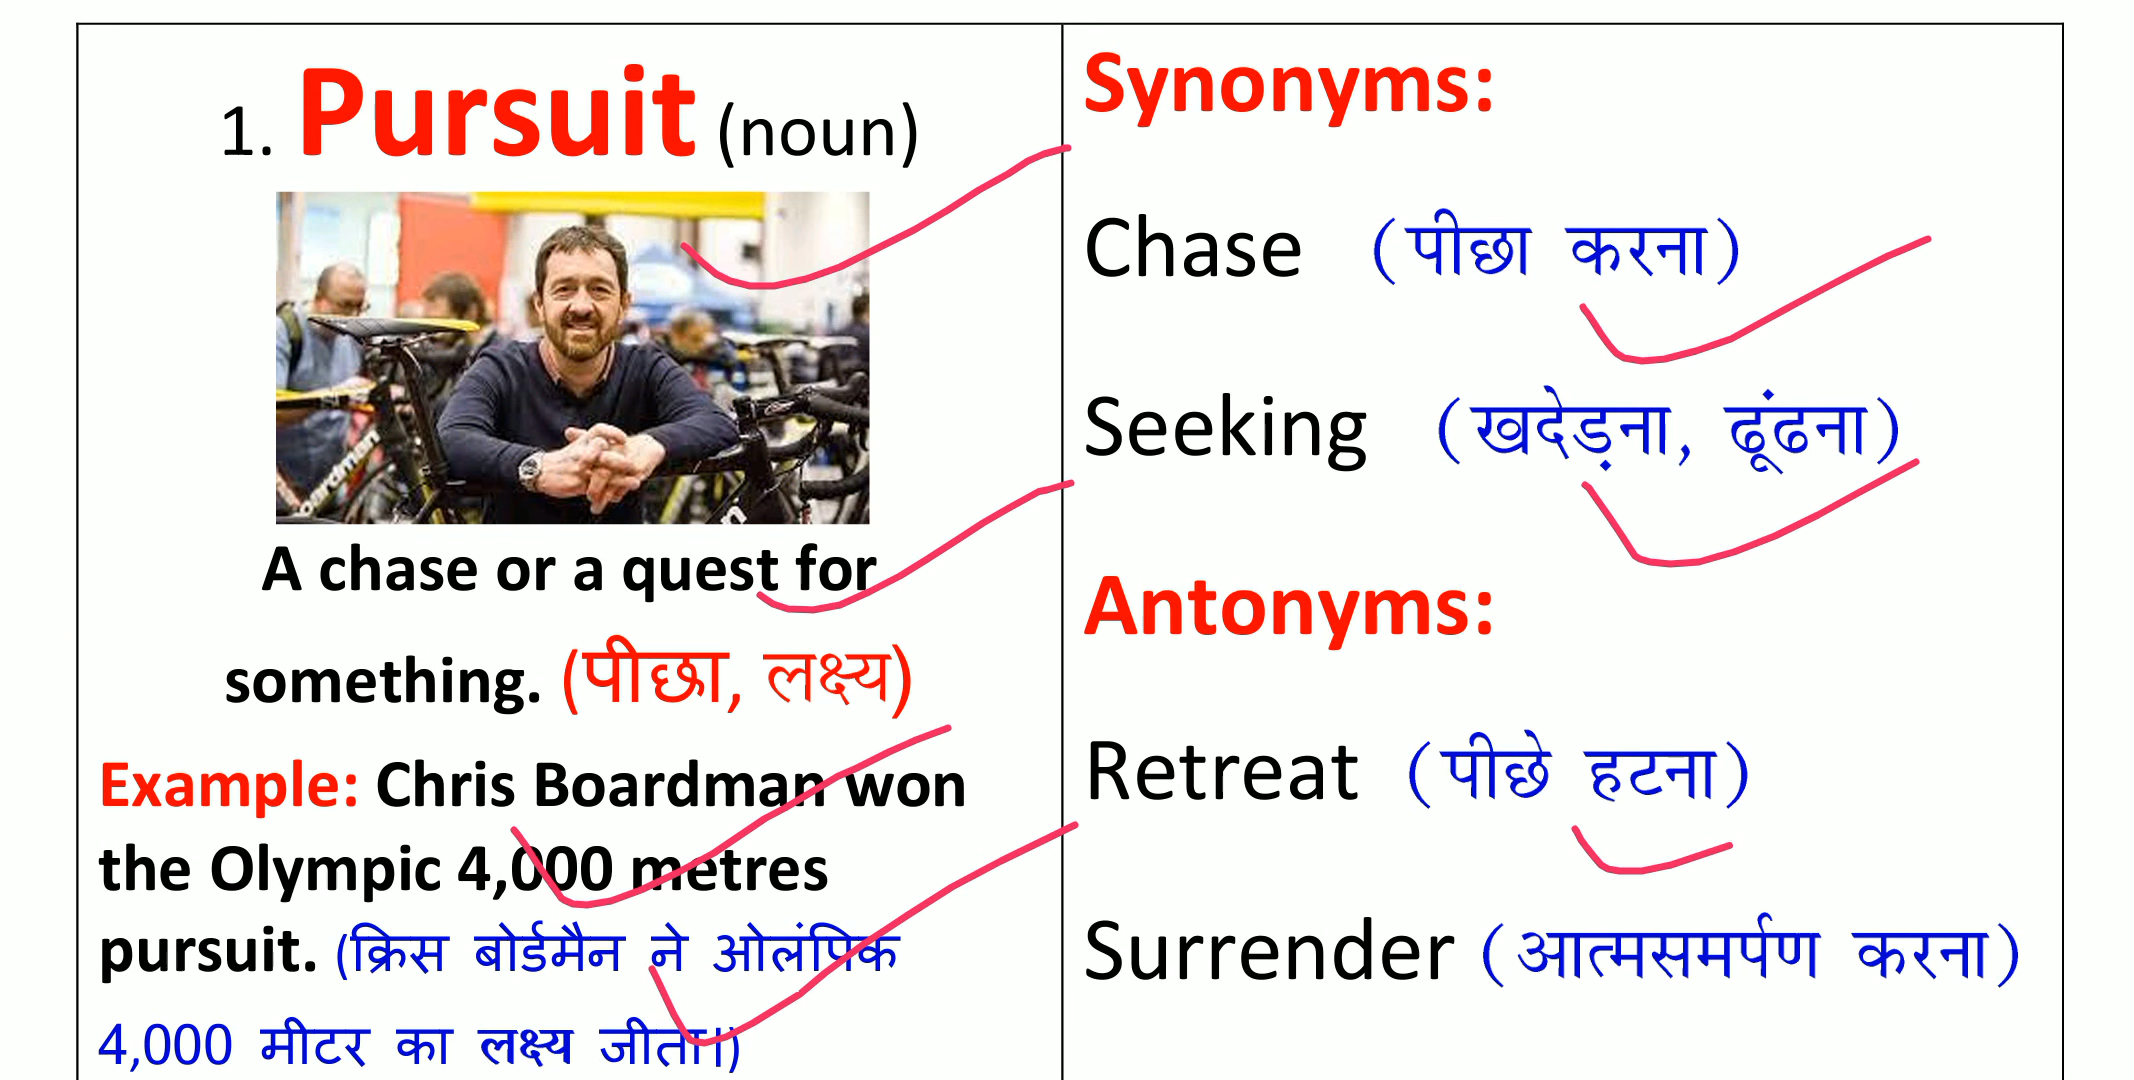 1. Pursuit (noun)
boardman
A chase or a quest for
something. (पीछा, लक्ष्य)
Example: Chris Boardman won
the Olympic 4,000 metres
pursuit. (क्रिस बोर्डमैन ने ओलंपिक
4,000 मीटर का लक्ष्य जीता।)
Synonyms:
Chase (पीछा करना)
Seeking (खदेड़ना, ढूंढना)
Antonyms:
Retreat (पीछे हटना)
Surrender (आत्मसमर्पण करना)